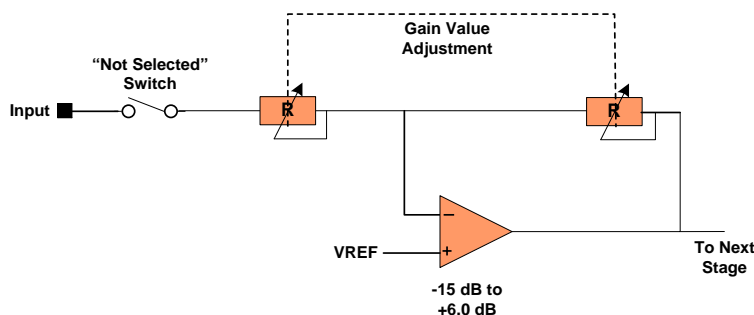 Gain Value
Adjustment
“Not Selected”
Switch
Input
R
R
−
+
VREF
To Next
Stage
-15 dB to
+6.0 dB